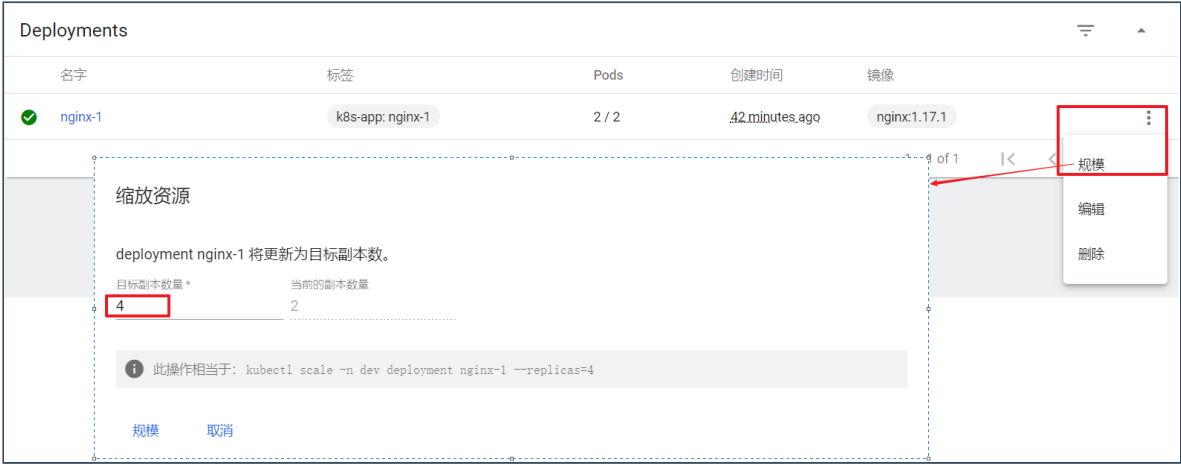 Deployments
名字 标签 Pods 创建时间 镜像
nginx-1 k8s-app: nginx-1 2 / 2 42 minutes ago nginx:1.17.1
of 1
规模
编辑
删除
缩放资源
deployment nginx-1 将更新为目标副本数。
目标副本数量 * 当前的副本数量
4 2
此操作相当于: kubectl scale -n dev deployment nginx-1 --replicas=4
规模 取消